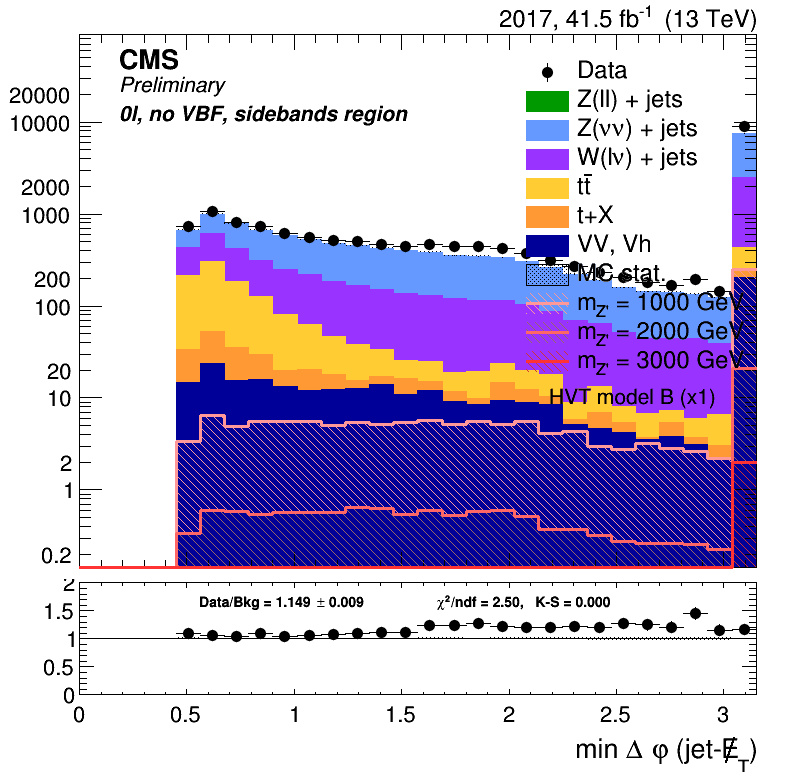 2017, 41.5 fb⁻¹ (13 TeV)
CMS
Preliminary
0l, no VBF, sidebands region
Data
Z(ll) + jets
Z(νν) + jets
W(lν) + jets
tt̄
t+X
VV, Vh
MC stat.
m_Z' = 1000 GeV
m_Z' = 2000 GeV
m_Z' = 3000 GeV
HVT model B (x1)
20000
10000
2000
1000
200
100
20
10
2
1
0.2
Data/Bkg = 1.149 ± 0.009 χ²/ndf = 2.50, K-S = 0.000
2
1.5
1
0.5
0
0 0.5 1 1.5 2 2.5 3
min Δ φ (jet-E̸_T)